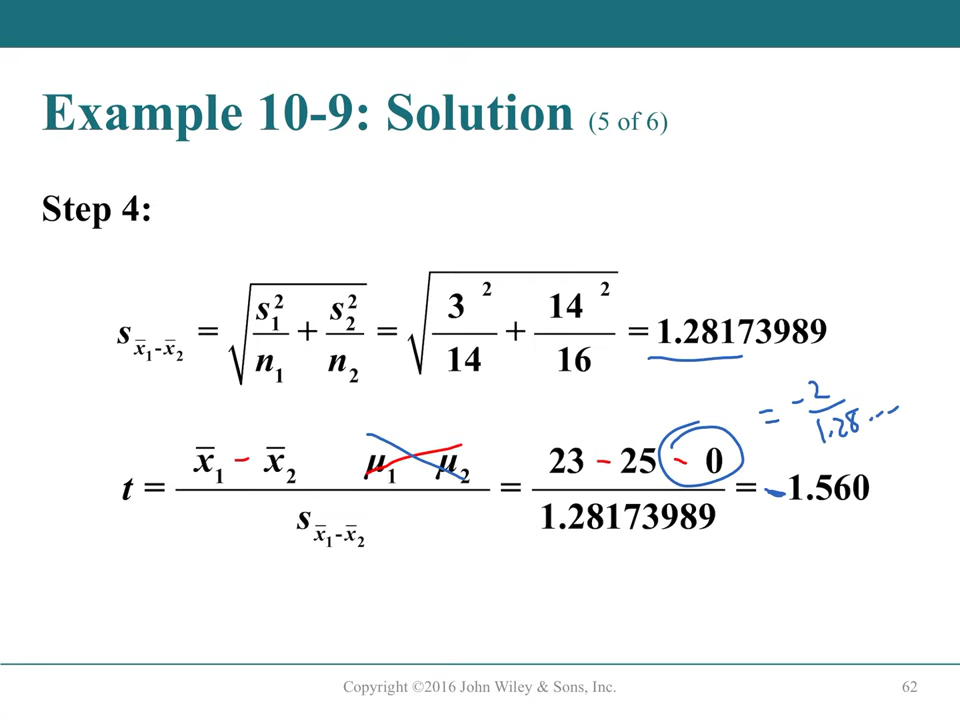 Example 10-9: Solution (5 of 6)
Step 4:
s_{x̄₁-x̄₂} = √(s₁²/n₁ + s₂²/n₂) = √(3²/14 + 14²/16) = 1.28173989
= -2/1.28...
t = (x̄₁ - x̄₂ μ₁ μ₂)/s_{x̄₁-x̄₂} = (23 - 25 - 0)/1.28173989 = -1.560
Copyright ©2016 John Wiley & Sons, Inc. 62